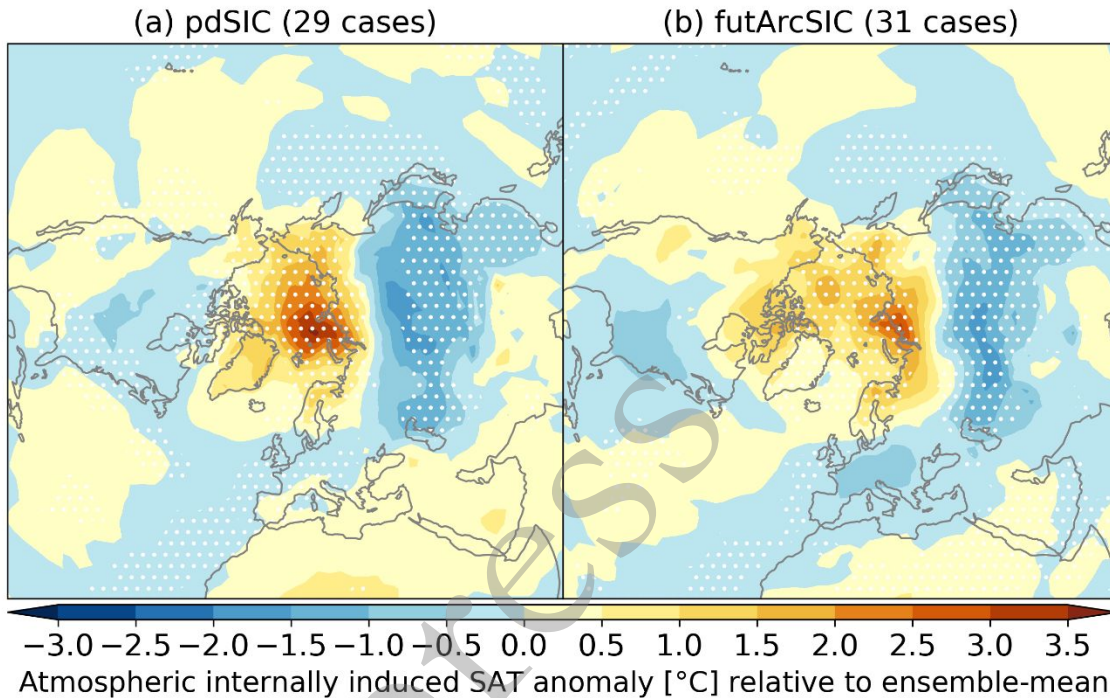 (a) pdSIC (29 cases)
(b) futArcSIC (31 cases)
ress
−3.0 −2.5 −2.0 −1.5 −1.0 −0.5 0.0 0.5 1.0 1.5 2.0 2.5 3.0 3.5
Atmospheric internally induced SAT anomaly [°C] relative to ensemble-mean